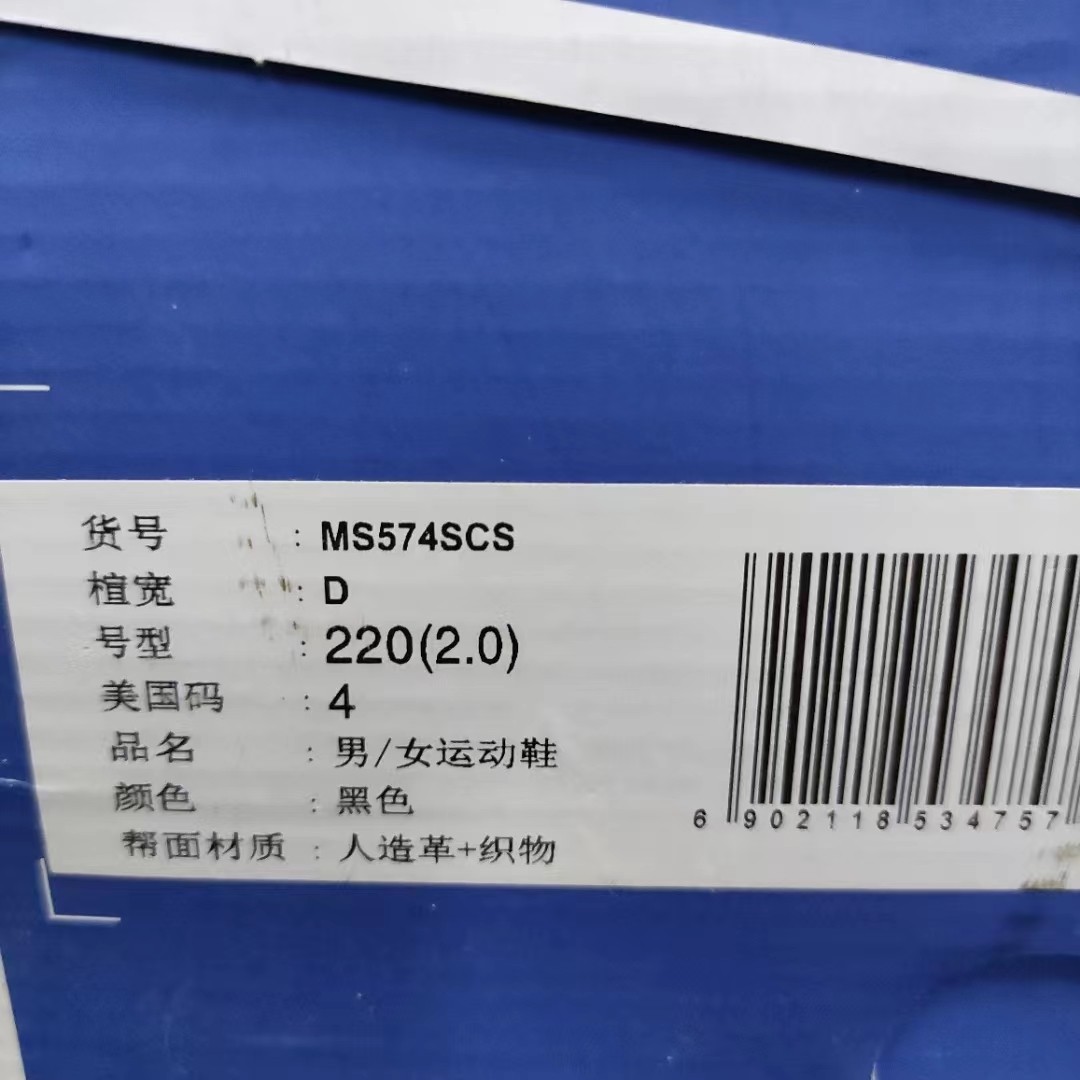 货号 : MS574SCS
楦宽 : D
号型 : 220(2.0)
美国码 : 4
品名 : 男/女运动鞋
颜色 : 黑色
帮面材质 : 人造革+织物
6 902118 534757